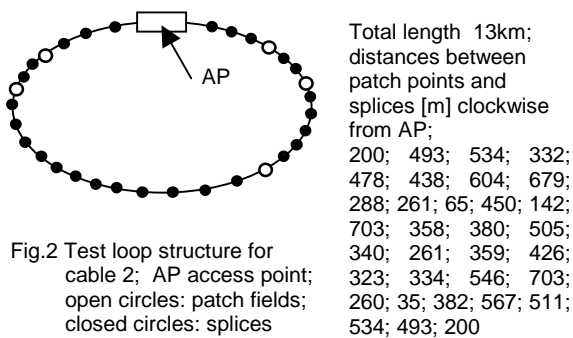 AP
Total length 13km;
distances between
patch points and
splices [m] clockwise
from AP;
200; 493; 534; 332;
478; 438; 604; 679;
288; 261; 65; 450; 142;
703; 358; 380; 505;
340; 261; 359; 426;
323; 334; 546; 703;
260; 35; 382; 567; 511;
534; 493; 200
Fig.2 Test loop structure for
cable 2; AP access point;
open circles: patch fields;
closed circles: splices